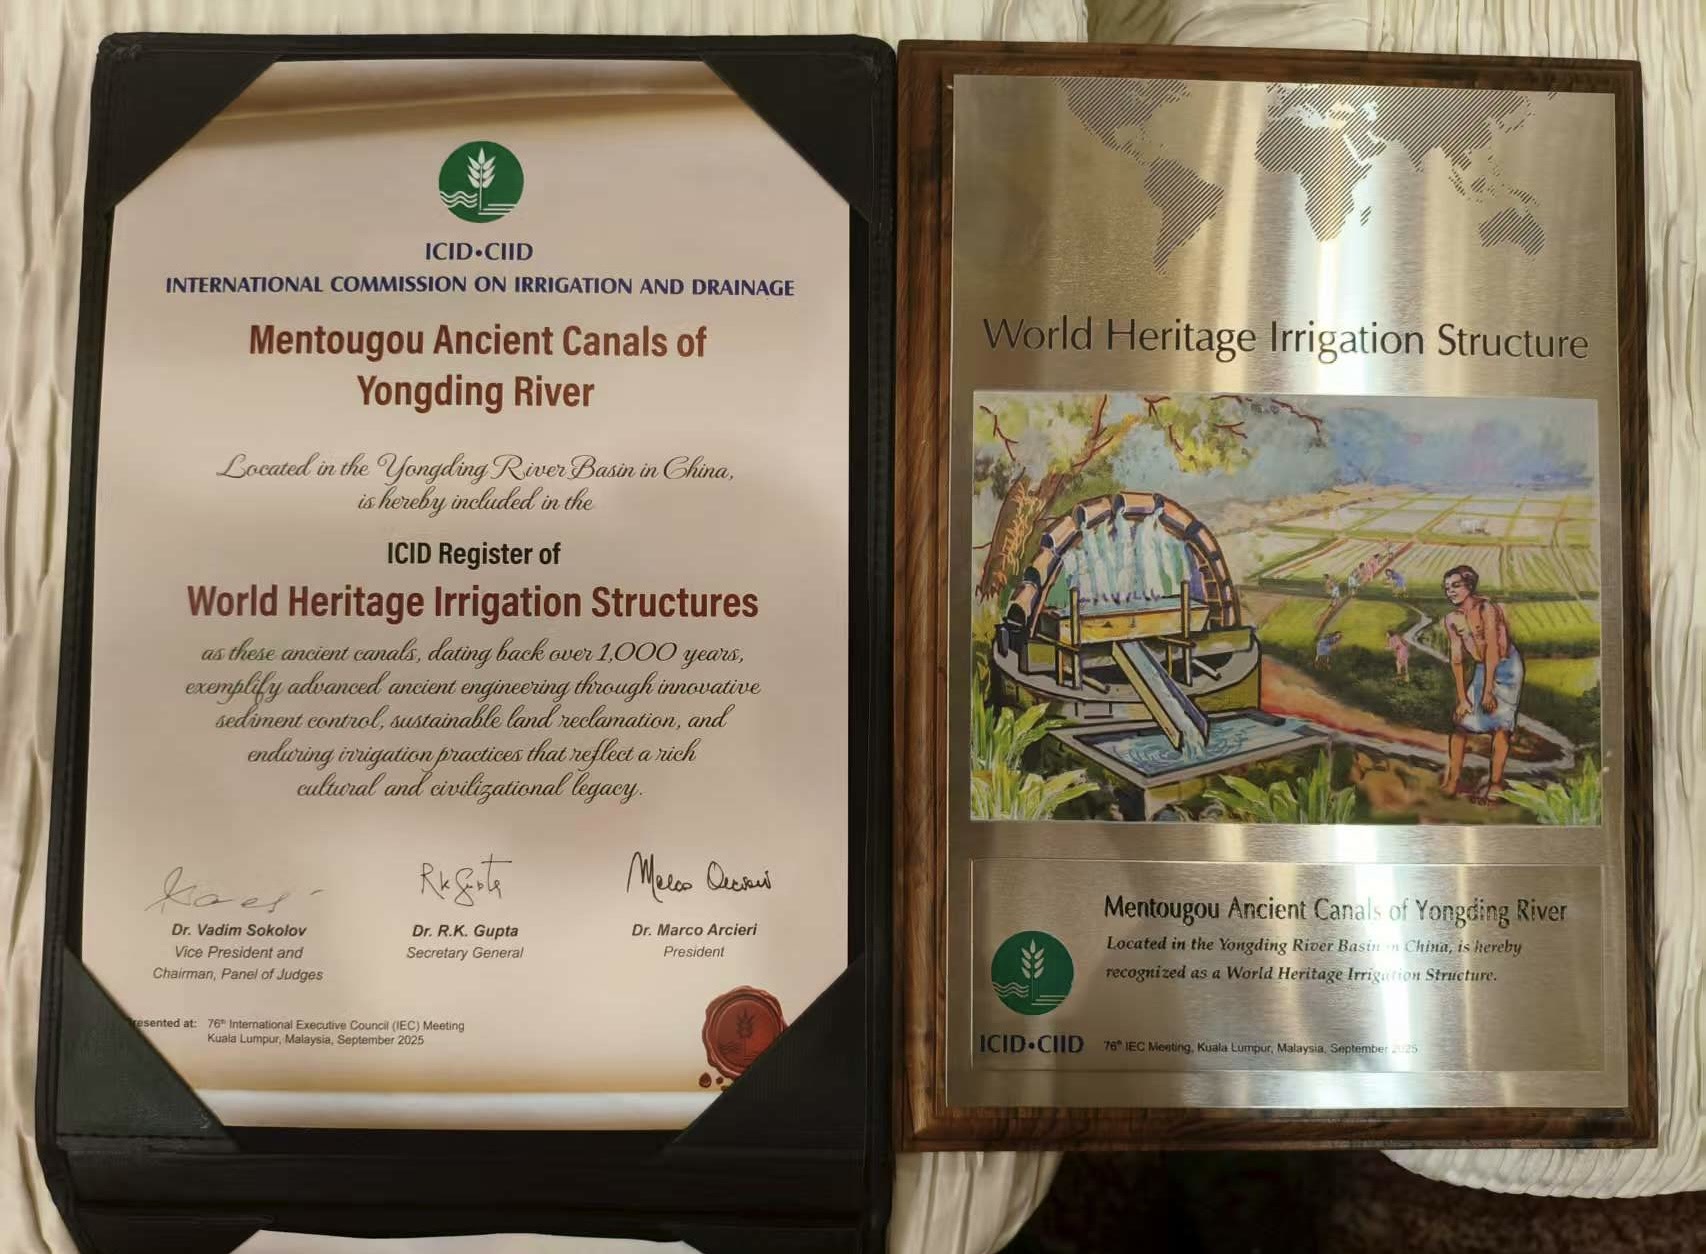 ICID•CIID
INTERNATIONAL COMMISSION ON IRRIGATION AND DRAINAGE
Mentougou Ancient Canals of
Yongding River
Located in the Yongding River Basin in China,
is hereby included in the
ICID Register of
World Heritage Irrigation Structures
as these ancient canals, dating back over 1,000 years,
exemplify advanced ancient engineering through innovative
sediment control, sustainable land reclamation, and
enduring irrigation practices that reflect a rich
cultural and civilizational legacy.
RK Gupta
Marco Arcieri
Dr. Vadim Sokolov
Vice President and
Chairman, Panel of Judges
Dr. R.K. Gupta
Secretary General
Dr. Marco Arcieri
President
resented at: 76th International Executive Council (IEC) Meeting
Kuala Lumpur, Malaysia, September 2025
World Heritage Irrigation Structure
Mentougou Ancient Canals of Yongding River
Located in the Yongding River Basin in China, is hereby
recognized as a World Heritage Irrigation Structure.
ICID•CIID
76th IEC Meeting, Kuala Lumpur, Malaysia, September 2025